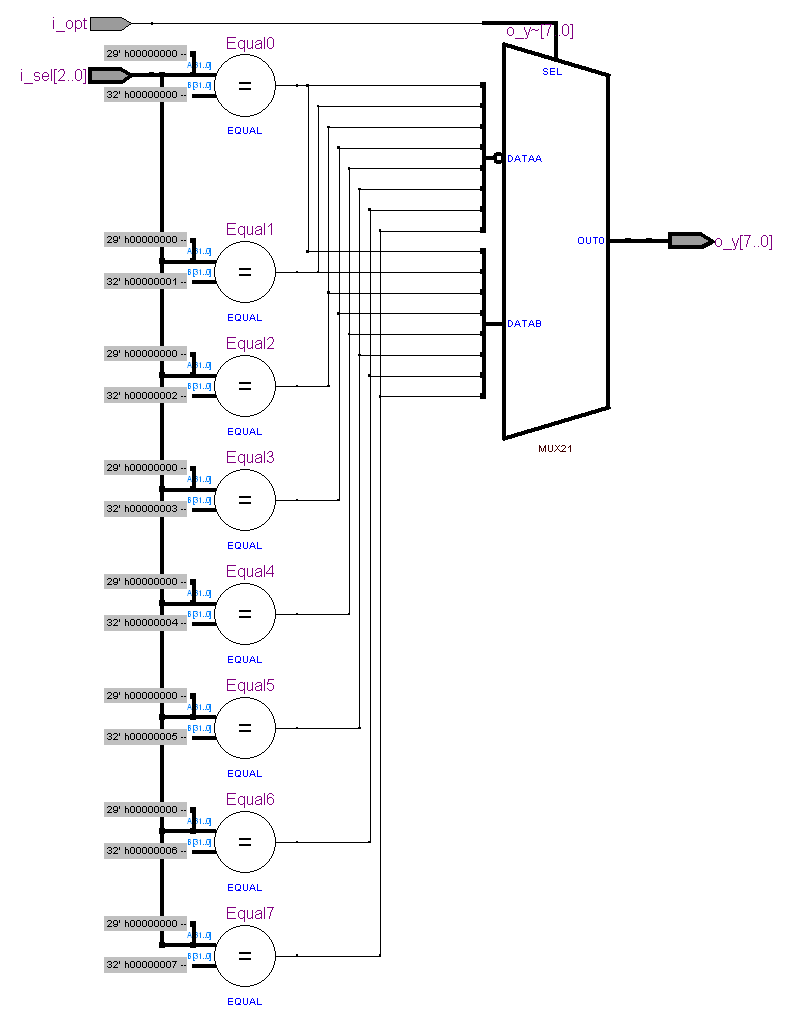 i_opt
o_y~[7..0]
SEL
Equal0
29' h00000000 --
A[31..0]
i_sel[2..0]
B[31..0]
32' h00000000 --
=
EQUAL
DATAA
Equal1
29' h00000000 --
A[31..0]
OUT0
o_y[7..0]
B[31..0]
32' h00000001 --
=
EQUAL
DATAB
Equal2
29' h00000000 --
A[31..0]
B[31..0]
32' h00000002 --
=
EQUAL
MUX21
Equal3
29' h00000000 --
A[31..0]
B[31..0]
32' h00000003 --
=
EQUAL
Equal4
29' h00000000 --
A[31..0]
B[31..0]
32' h00000004 --
=
EQUAL
Equal5
29' h00000000 --
A[31..0]
B[31..0]
32' h00000005 --
=
EQUAL
Equal6
29' h00000000 --
A[31..0]
B[31..0]
32' h00000006 --
=
EQUAL
Equal7
29' h00000000 --
A[31..0]
B[31..0]
32' h00000007 --
=
EQUAL